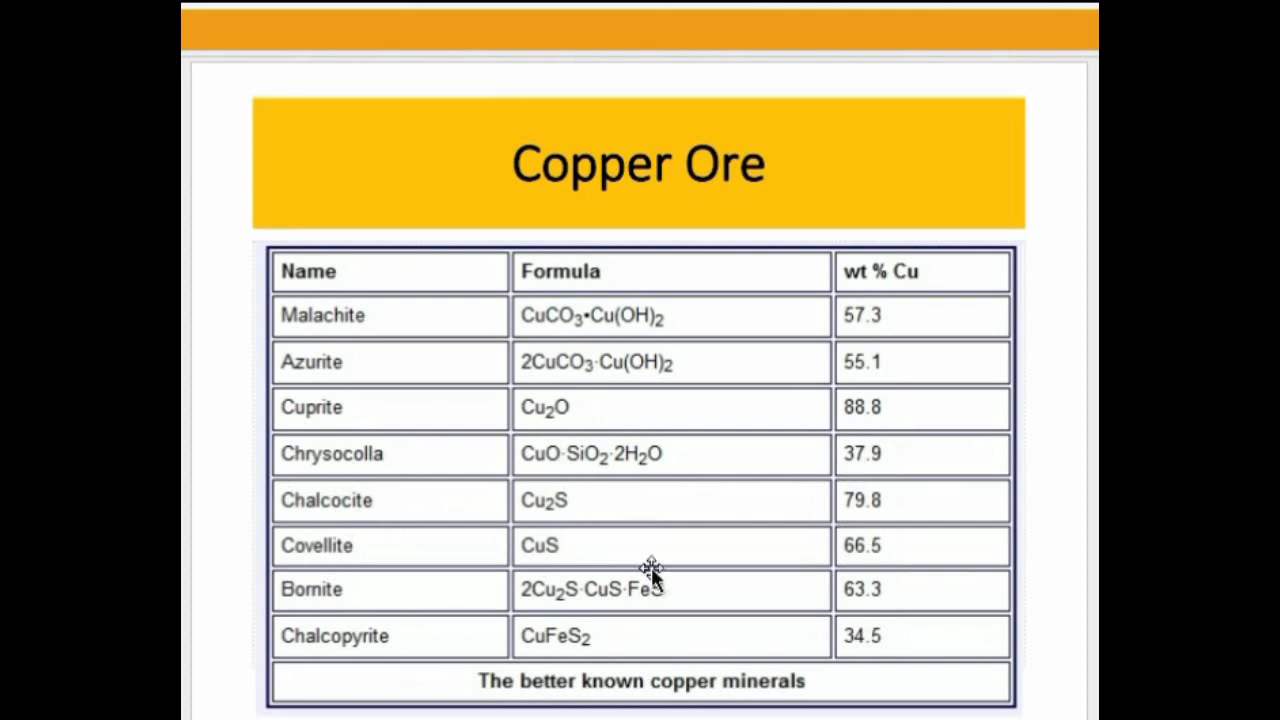 Copper Ore
Name Formula wt % Cu
Malachite CuCO₃•Cu(OH)₂ 57.3
Azurite 2CuCO₃·Cu(OH)₂ 55.1
Cuprite Cu₂O 88.8
Chrysocolla CuO·SiO₂·2H₂O 37.9
Chalcocite Cu₂S 79.8
Covellite CuS 66.5
Bornite 2Cu₂S·CuS·FeS 63.3
Chalcopyrite CuFeS₂ 34.5
The better known copper minerals